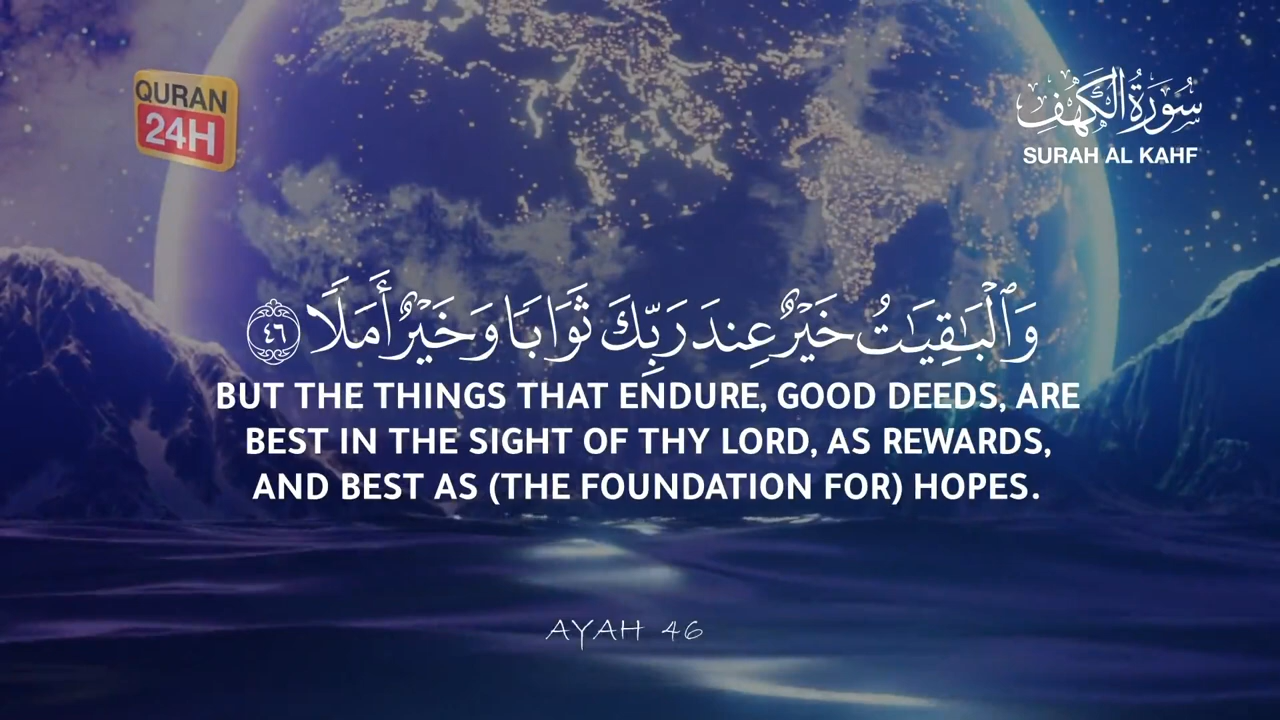 QURAN
24H
سُورَةُ الْكَهْفِ
SURAH AL KAHF
وَٱلْبَـٰقِيَـٰتُ خَيْرٌ عِندَ رَبِّكَ ثَوَابَا وَخَيْرٌ أَمَلًا ٤٦
BUT THE THINGS THAT ENDURE, GOOD DEEDS, ARE
BEST IN THE SIGHT OF THY LORD, AS REWARDS,
AND BEST AS (THE FOUNDATION FOR) HOPES.
AYAH 46